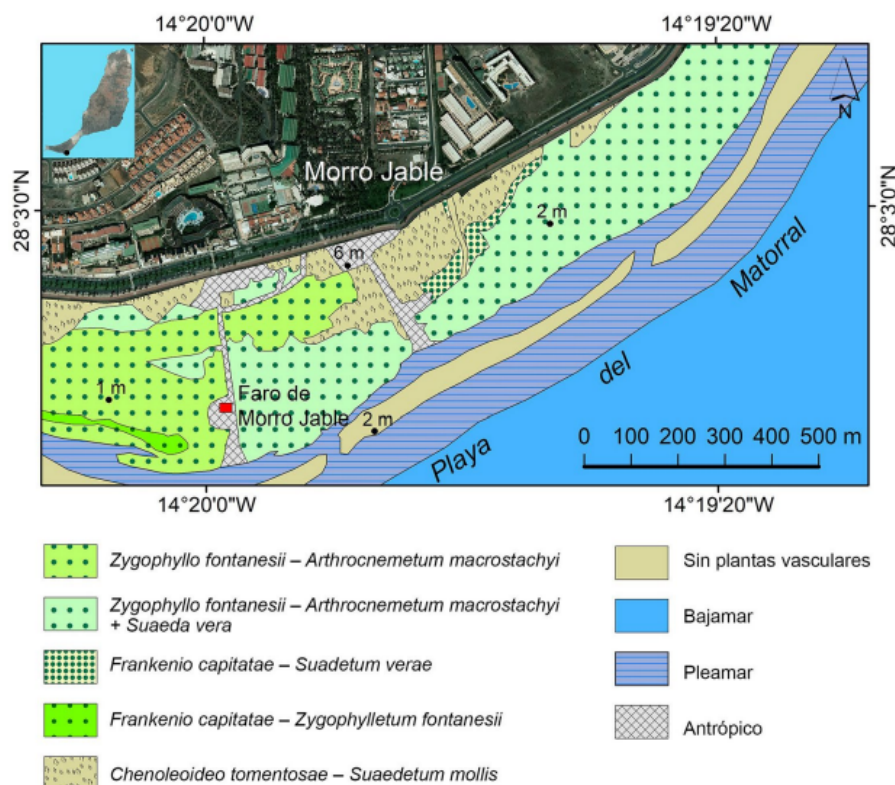 14°20'0"W
14°19'20"W
28°3'0"N
28°3'0"N
N
Morro Jable
2 m
6 m
Matorral
1 m
Faro de
Morro Jable
2 m
del
Playa
0 100 200 300 400 500 m
14°20'0"W
14°19'20"W
Zygophyllo fontanesii – Arthrocnemetum macrostachyi
Zygophyllo fontanesii – Arthrocnemetum macrostachyi
+ Suaeda vera
Frankenio capitatae – Suadetum verae
Frankenio capitatae – Zygophylletum fontanesii
Chenoleoideo tomentosae – Suaedetum mollis
Sin plantas vasculares
Bajamar
Pleamar
Antrópico